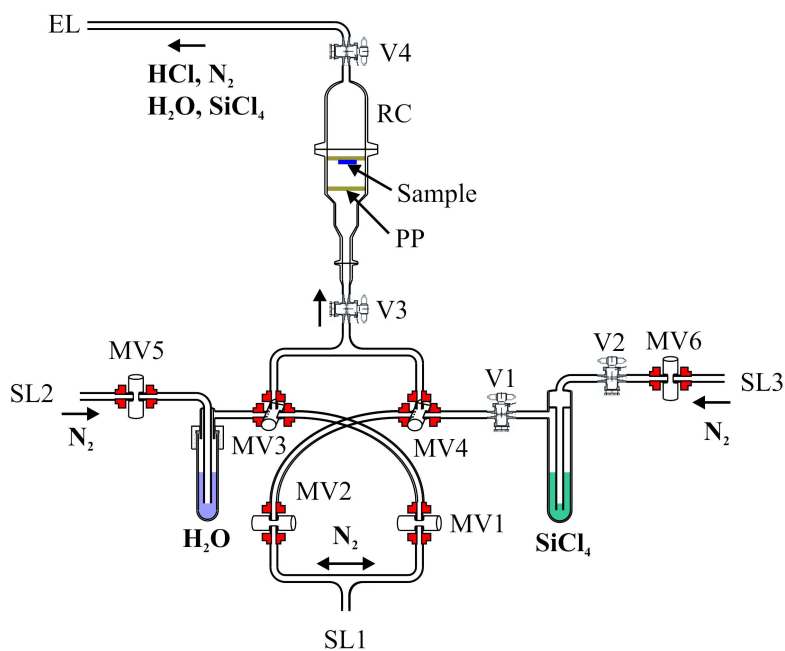 EL
V4
HCl, N₂
H₂O, SiCl₄
RC
Sample
PP
V3
MV5
V2
MV6
SL2
V1
SL3
N₂
MV3
MV4
N₂
MV2
H₂O
N₂
MV1
SiCl₄
SL1